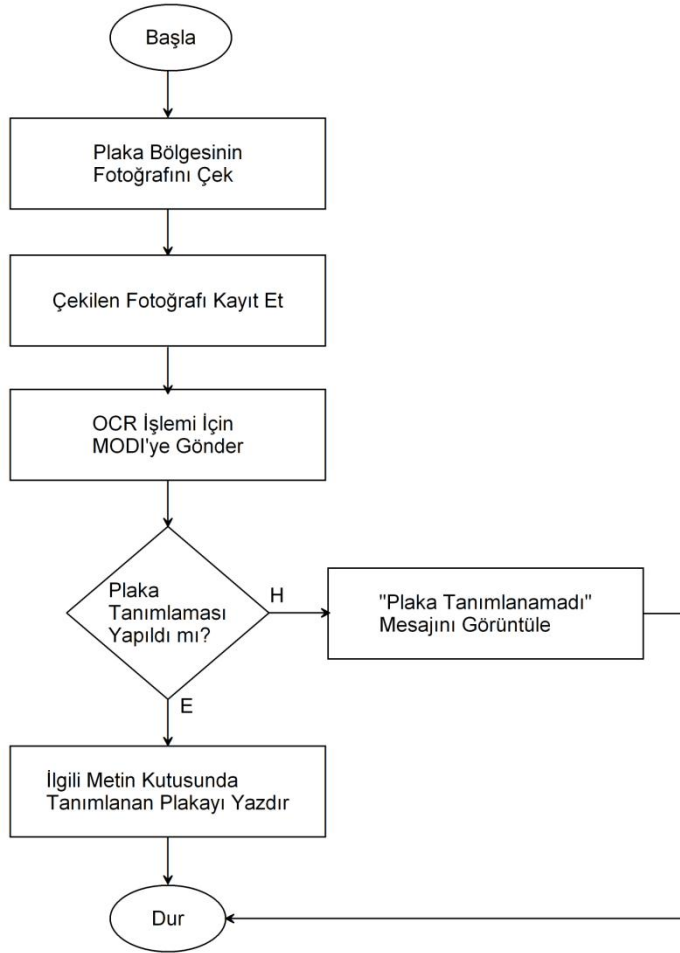 Başla
Plaka Bölgesinin
Fotoğrafını Çek
Çekilen Fotoğrafı Kayıt Et
OCR İşlemi İçin
MODI'ye Gönder
Plaka
Tanımlaması
Yapıldı mı?
H
"Plaka Tanımlanamadı"
Mesajını Görüntüle
E
İlgili Metin Kutusunda
Tanımlanan Plakayı Yazdır
Dur